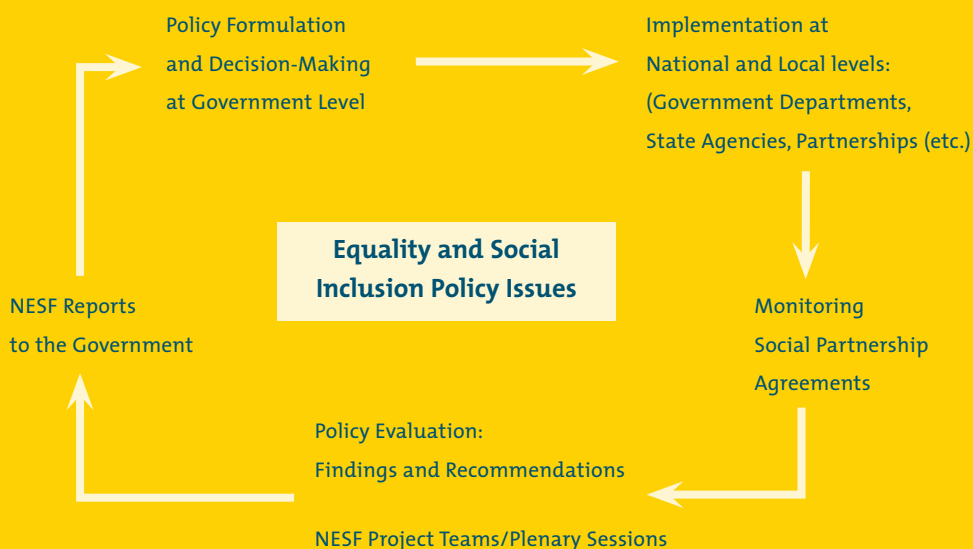 Policy Formulation
and Decision-Making
at Government Level
Implementation at
National and Local levels:
(Government Departments,
State Agencies, Partnerships (etc.)
Equality and Social
Inclusion Policy Issues
NESF Reports
to the Government
Monitoring
Social Partnership
Agreements
Policy Evaluation:
Findings and Recommendations
NESF Project Teams/Plenary Sessions